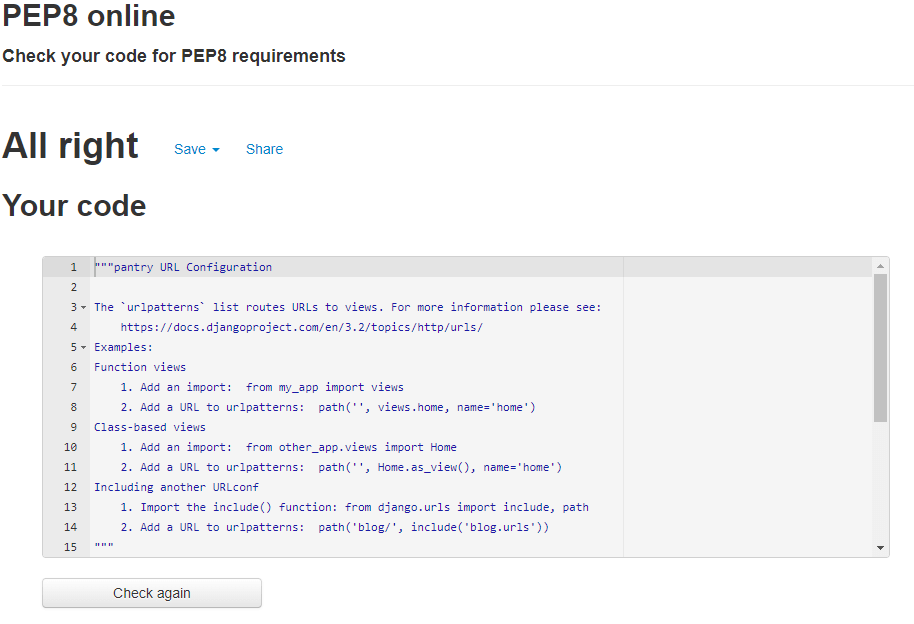 PEP8 online
Check your code for PEP8 requirements
All right Save Share
Your code
1 """pantry URL Configuration
2
3 The `urlpatterns` list routes URLs to views. For more information please see:
4     https://docs.djangoproject.com/en/3.2/topics/http/urls/
5 Examples:
6 Function views
7     1. Add an import:  from my_app import views
8     2. Add a URL to urlpatterns:  path('', views.home, name='home')
9 Class-based views
10     1. Add an import:  from other_app.views import Home
11     2. Add a URL to urlpatterns:  path('', Home.as_view(), name='home')
12 Including another URLconf
13     1. Import the include() function: from django.urls import include, path
14     2. Add a URL to urlpatterns:  path('blog/', include('blog.urls'))
15 """
Check again